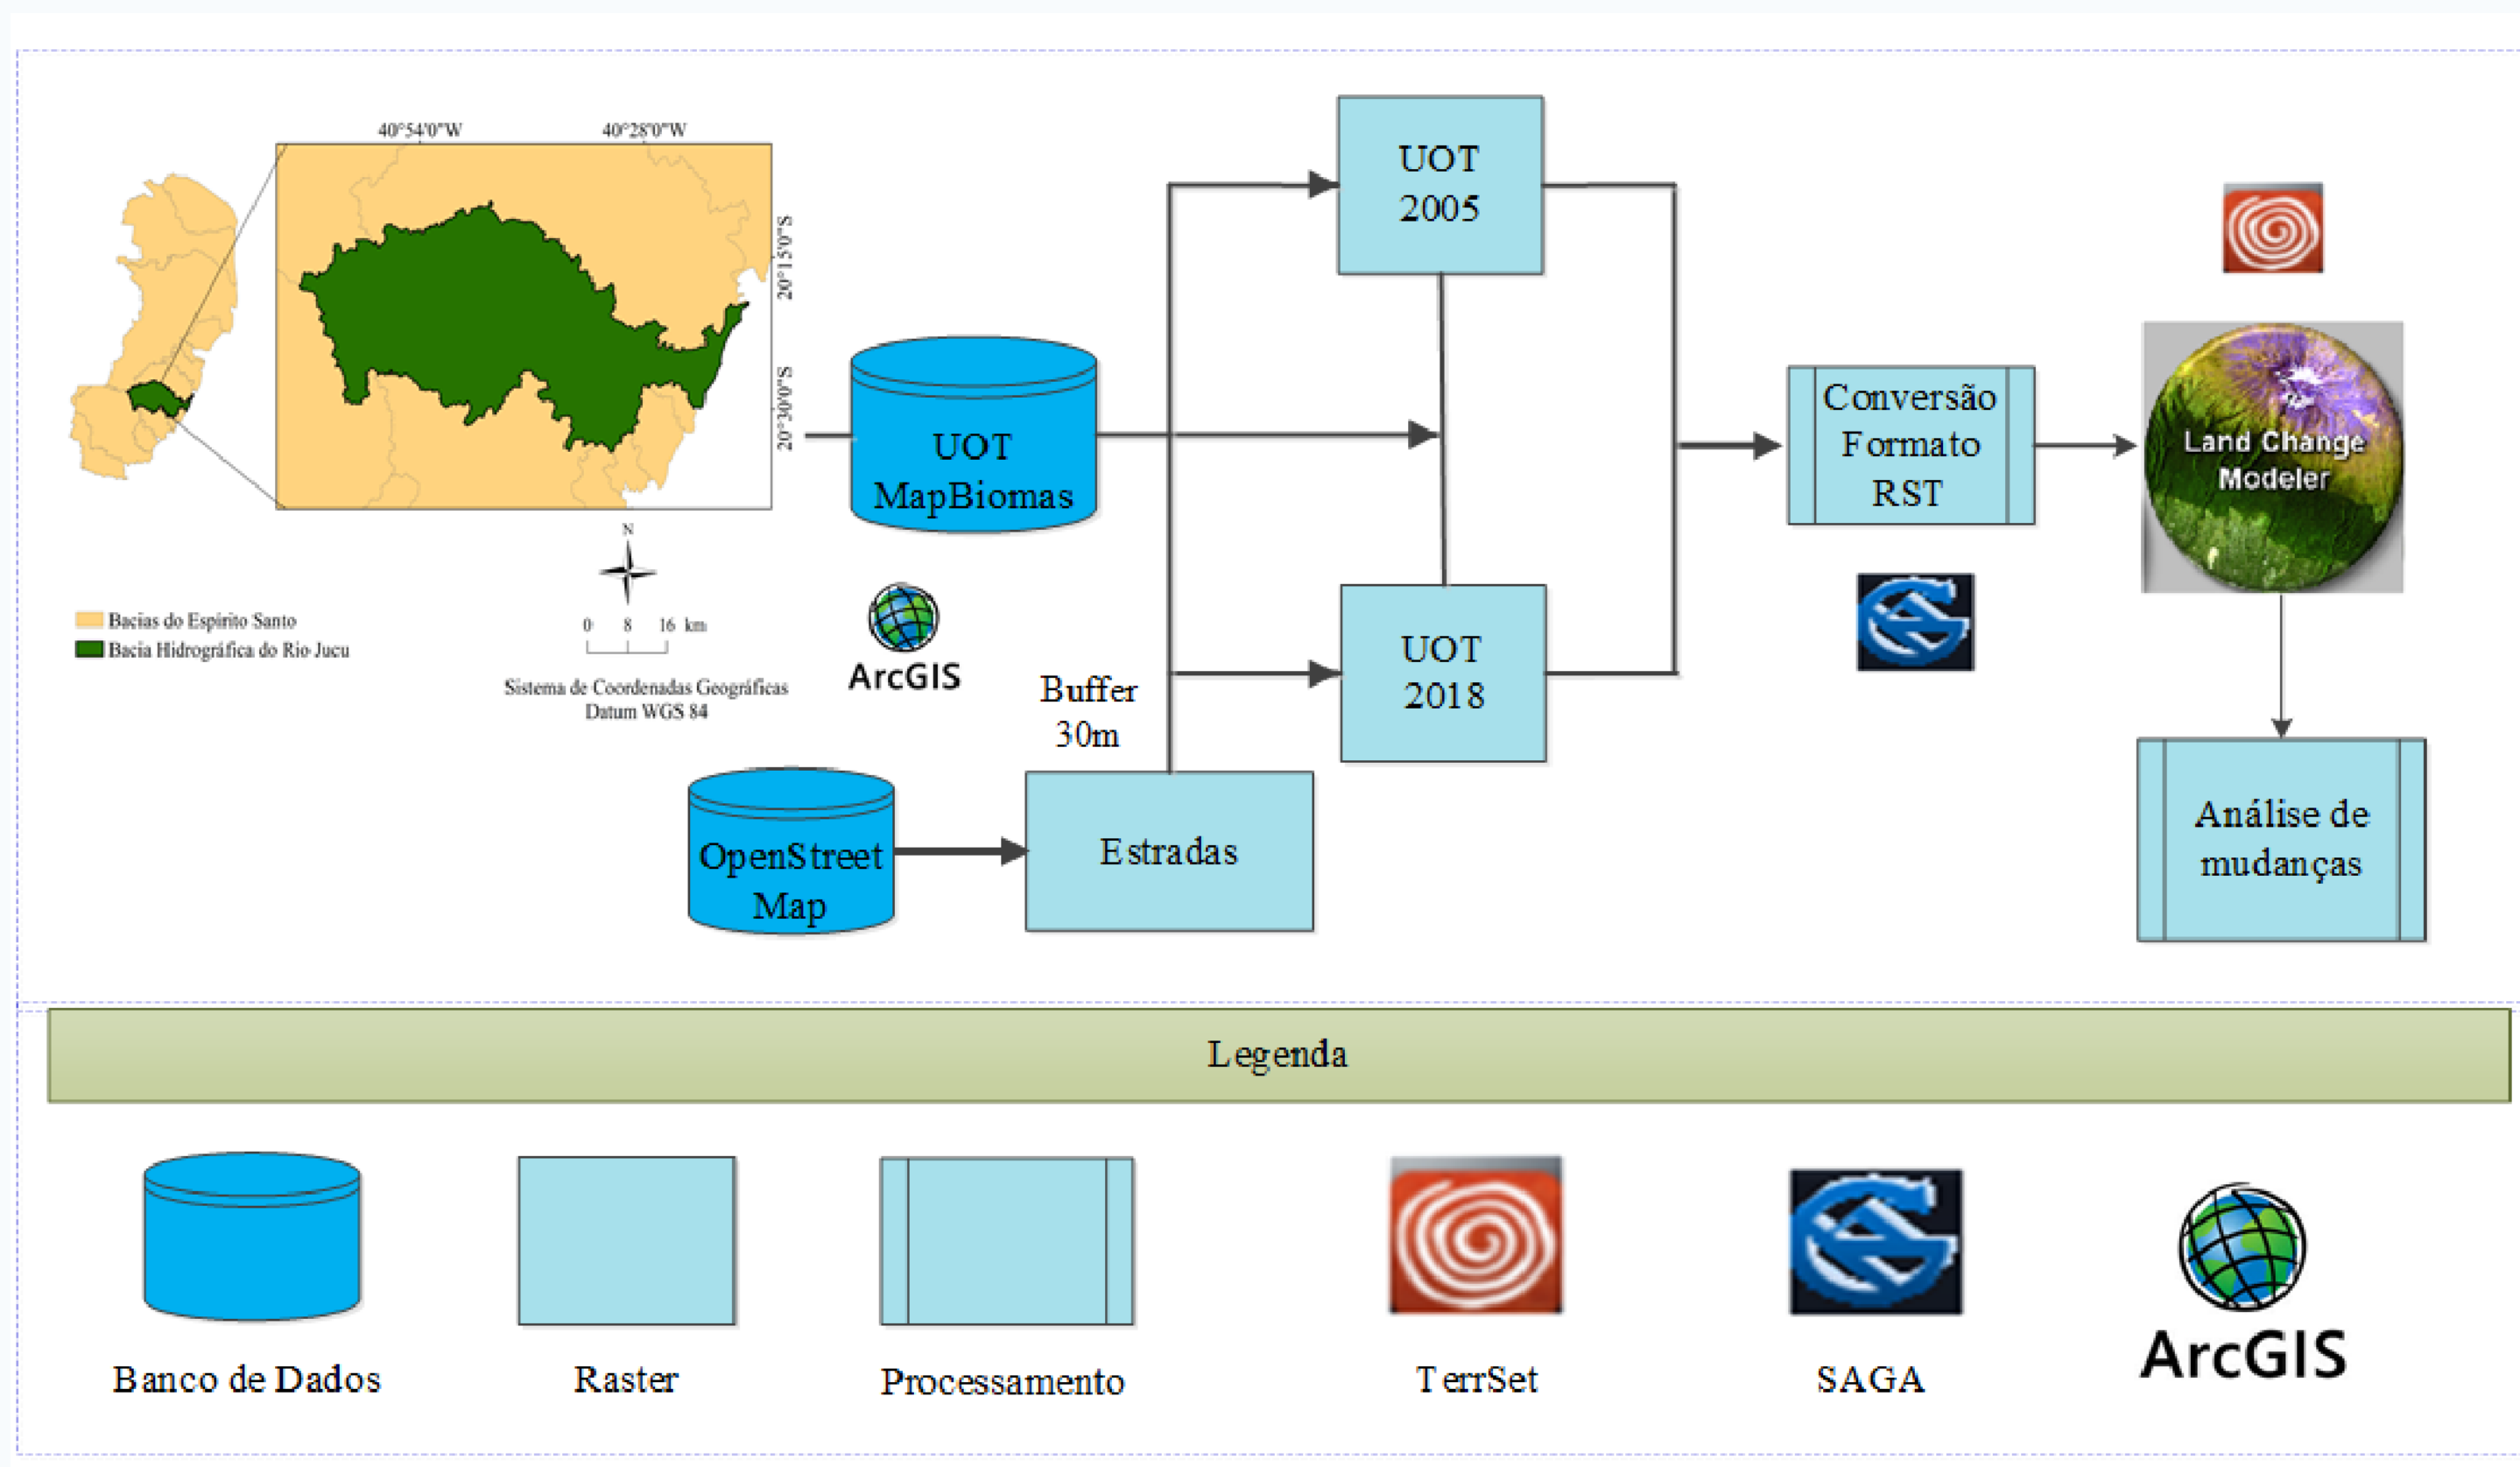 40°54'0"W
40°28'0"W
20°15'0"S
20°30'0"S
N
0 8 16 km
Bacias do Espírito Santo
Bacia Hidrográfica do Rio Jucu
Sistema de Coordenadas Geográficas
Datum WGS 84
UOT
MapBiomas
ArcGIS
Buffer
30m
OpenStreet
Map
Estradas
UOT
2005
UOT
2018
Conversão
Formato
RST
Land Change
Modeler
Análise de
mudanças
Legenda
Banco de Dados
Raster
Processamento
TerrSet
SAGA
ArcGIS